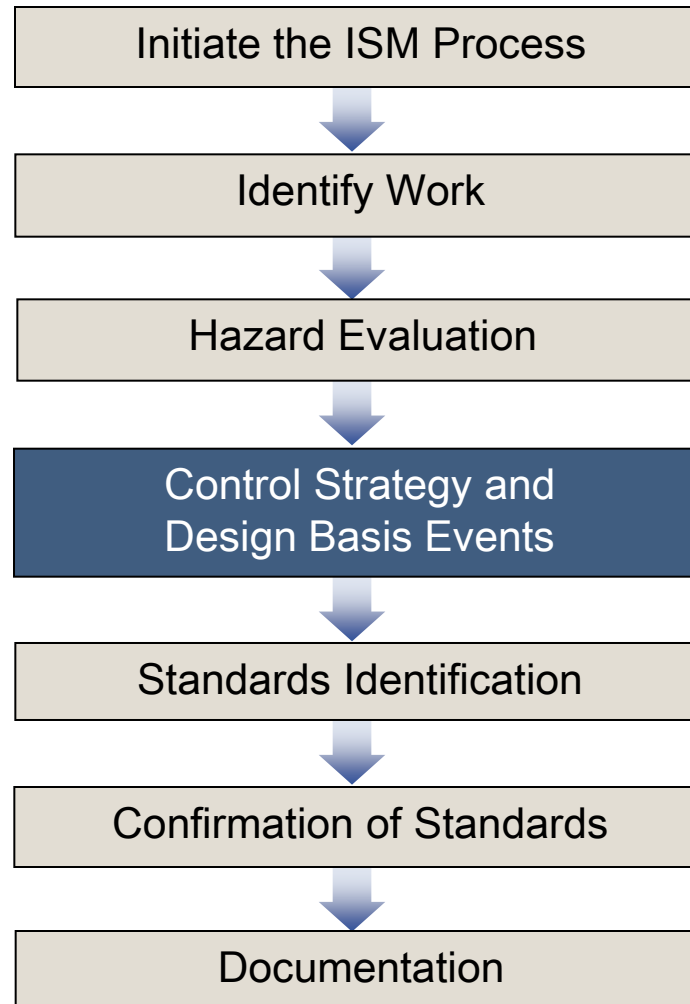 Initiate the ISM Process
Identify Work
Hazard Evaluation
Control Strategy and
Design Basis Events
Standards Identification
Confirmation of Standards
Documentation